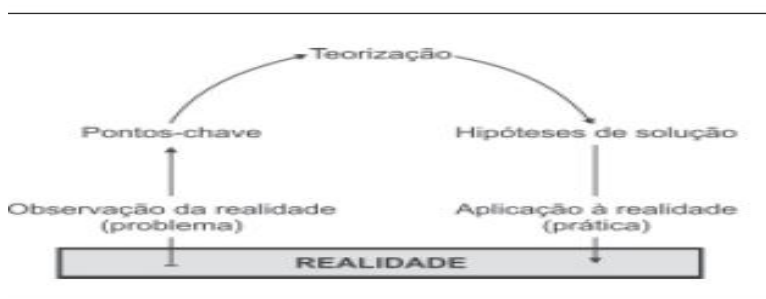 Teorização
Pontos-chave
Hipóteses de solução
Observação da realidade
(problema)
Aplicação à realidade
(prática)
REALIDADE